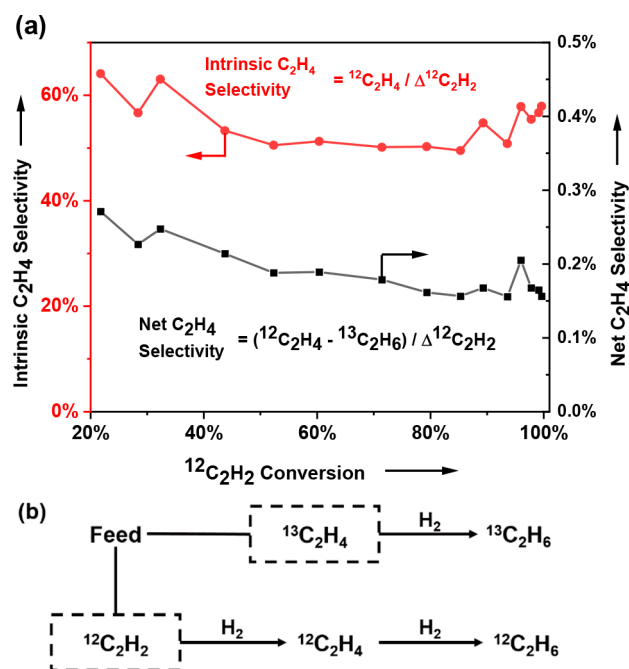 (a)
Intrinsic C₂H₄
Selectivity = ¹²C₂H₄ / Δ¹²C₂H₂
Net C₂H₄
Selectivity = (¹²C₂H₄ - ¹³C₂H₆) / Δ¹²C₂H₂
Intrinsic C₂H₄ Selectivity
60%
40%
20%
0%
Net C₂H₄ Selectivity
0.5%
0.4%
0.3%
0.2%
0.1%
0.0%
20% 40% 60% 80% 100%
¹²C₂H₂ Conversion
(b)
Feed ¹³C₂H₄ H₂ ¹³C₂H₆
¹²C₂H₂ H₂ ¹²C₂H₄ H₂ ¹²C₂H₆